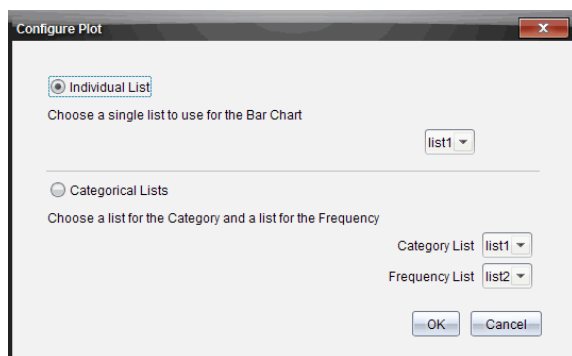 Configure Plot
Individual List
Choose a single list to use for the Bar Chart
list1
Categorical Lists
Choose a list for the Category and a list for the Frequency
Category List list1
Frequency List list2
OK Cancel